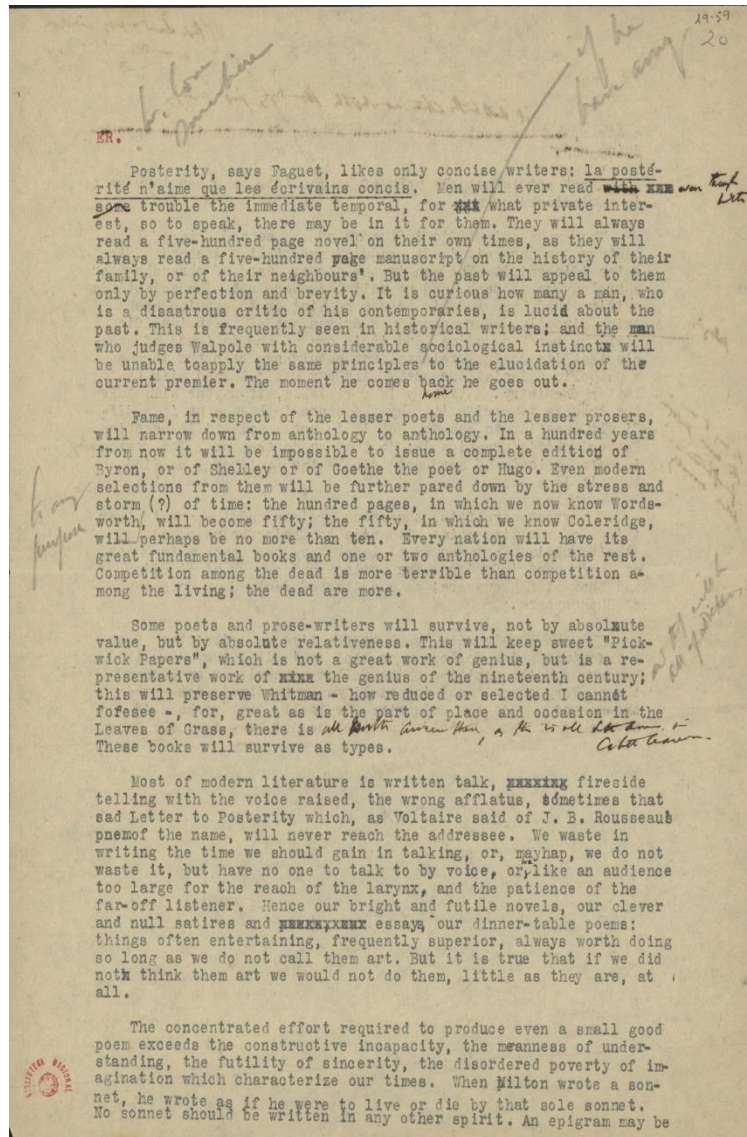 19-59
20
if he
have any
ER.
Posterity, says Faguet, likes only concise writers: la posté-
rité n'aime que les écrivains concis. Men will ever read with xxx even though
some trouble the immediate temporal, for xxx what private inter-
est, so to speak, there may be in it for them. They will always
read a five-hundred page novel on their own times, as they will
always read a five-hundred page manuscript on the history of their
family, or of their neighbours'. But the past will appeal to them
only by perfection and brevity. It is curious how many a man, who
is a disastrous critic of his contemporaries, is lucid about the
past. This is frequently seen in historical writers; and the man
who judges Walpole with considerable sociological instinctx will
be unable toapply the same principles to the elucidation of the
current premier. The moment he comes back he goes out.
home
Fame, in respect of the lesser poets and the lesser prosers,
will narrow down from anthology to anthology. In a hundred years
from now it will be impossible to issue a complete edition of
Byron, or of Shelley or of Goethe the poet or Hugo. Even modern
selections from them will be further pared down by the stress and
storm (?) of time: the hundred pages, in which we now know Words-
worth, will become fifty; the fifty, in which we know Coleridge,
will perhaps be no more than ten. Every nation will have its
great fundamental books and one or two anthologies of the rest.
Competition among the dead is more terrible than competition a-
mong the living; the dead are more.
to any
purpose
Some poets and prose-writers will survive, not by absolxute
value, but by absolute relativeness. This will keep sweet "Pick-
wick Papers", which is not a great work of genius, but is a re-
presentative work of xixx the genius of the nineteenth century;
this will preserve Whitman - how reduced or selected I cannot
foresee -, for, great as is the part of place and occasion in the
Leaves of Grass, there is all
These books will survive as types.
Most of modern literature is written talk, xxxxixg fireside
telling with the voice raised, the wrong afflatus, sometimes that
sad Letter to Posterity which, as Voltaire said of J. B. Rousseaus
pnemof the name, will never reach the addressee. We waste in
writing the time we should gain in talking, or, mayhap, we do not
waste it, but have no one to talk to by voice, or we like an audience
too large for the reach of the larynx, and the patience of the
far-off listener. Hence our bright and futile novels, our clever
and null satires and xxxxx,xxxx essays, our dinner-table poems:
things often entertaining, frequently superior, always worth doing
so long as we do not call them art. But it is true that if we did
notx think them art we would not do them, little as they are, at
all.
The concentrated effort required to produce even a small good
poem exceeds the constructive incapacity, the meanness of under-
standing, the futility of sincerity, the disordered poverty of im-
agination which characterize our times. When Milton wrote a son-
net, he wrote as if he were to live or die by that sole sonnet.
No sonnet should be written in any other spirit. An epigram may be